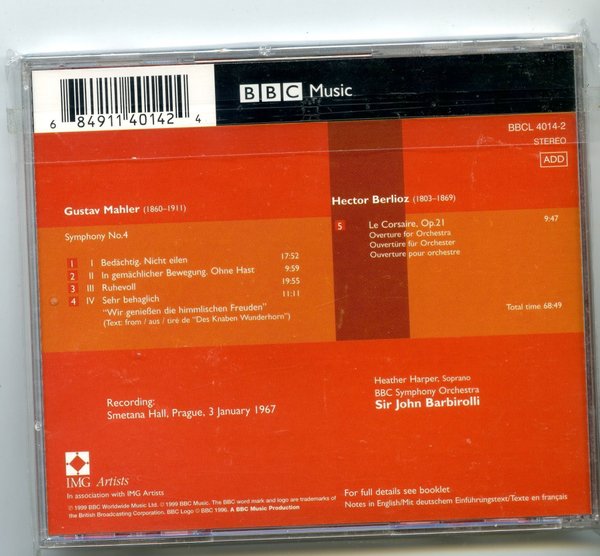 BBC Music
6 84911 40142 4
BBCL 4014-2
STEREO
ADD
Gustav Mahler (1860–1911)
Symphony No.4
1 I Bedächtig. Nicht eilen 17:52
2 II In gemächlicher Bewegung. Ohne Hast 9:59
3 III Ruhevoll 19:55
4 IV Sehr behaglich 11:11
“Wir genießen die himmlischen Freuden”
(Text: from / aus / tiré de “Des Knaben Wunderhorn”)
Hector Berlioz (1803–1869)
5 Le Corsaire, Op.21 9:47
Overture for Orchestra
Ouvertüre für Orchester
Ouverture pour orchestre
Total time 68:49
Recording:
Smetana Hall, Prague, 3 January 1967
Heather Harper, Soprano
BBC Symphony Orchestra
Sir John Barbirolli
IMG Artists
In association with IMG Artists
℗ 1999 BBC Worldwide Music Ltd. © 1999 BBC Music. The BBC word mark and logo are trademarks of
the British Broadcasting Corporation. BBC Logo © BBC 1996. A BBC Music Production
For full details see booklet
Notes in English/Mit deutschem Einführungstext/Texte en français